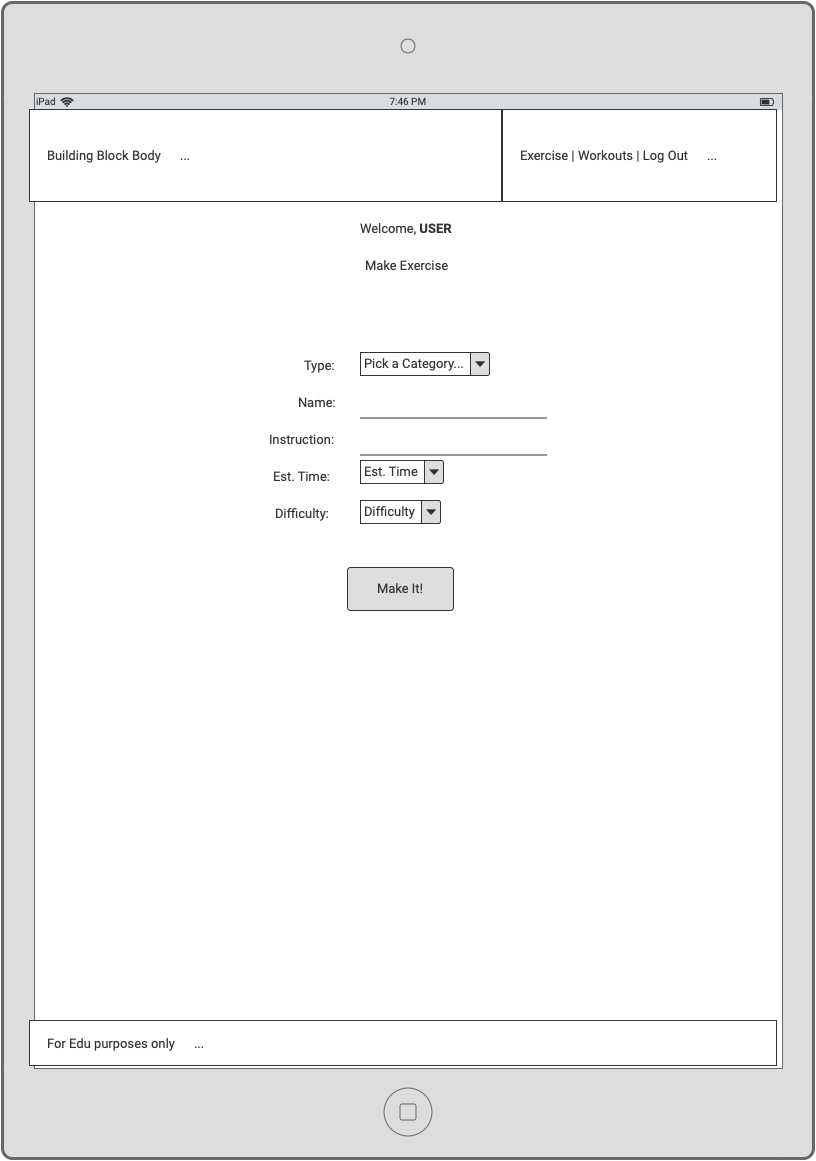 iPad 7:46 PM
Building Block Body ... Exercise | Workouts | Log Out ...
Welcome, USER
Make Exercise
Type: Pick a Category...
Name:
Instruction:
Est. Time: Est. Time
Difficulty: Difficulty
Make It!
For Edu purposes only ...